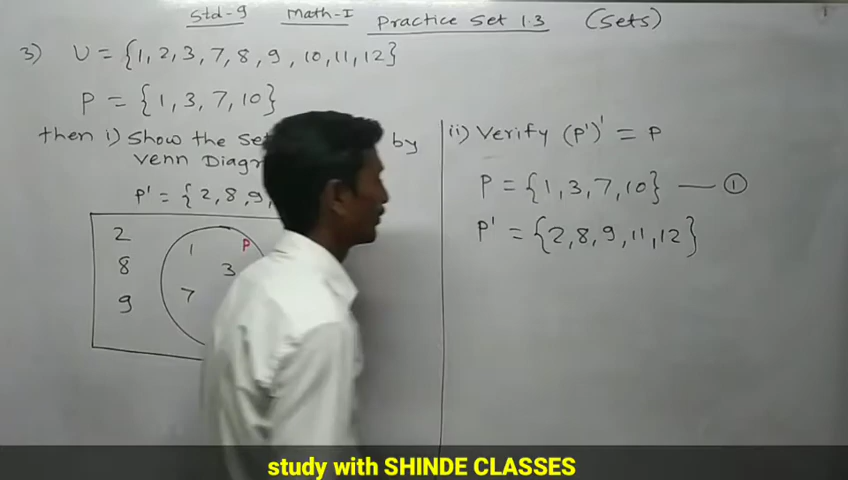 Std-9 Math-I Practice Set 1.3 (Sets)
3) U = {1, 2, 3, 7, 8, 9, 10, 11, 12}
P = {1, 3, 7, 10}
then i) Show the Set by
Venn Diagr
P' = {2, 8, 9,
2
8
9
1
P
3
7
ii) Verify (P')' = P
P = {1, 3, 7, 10} — ①
P' = {2, 8, 9, 11, 12}
study with SHINDE CLASSES